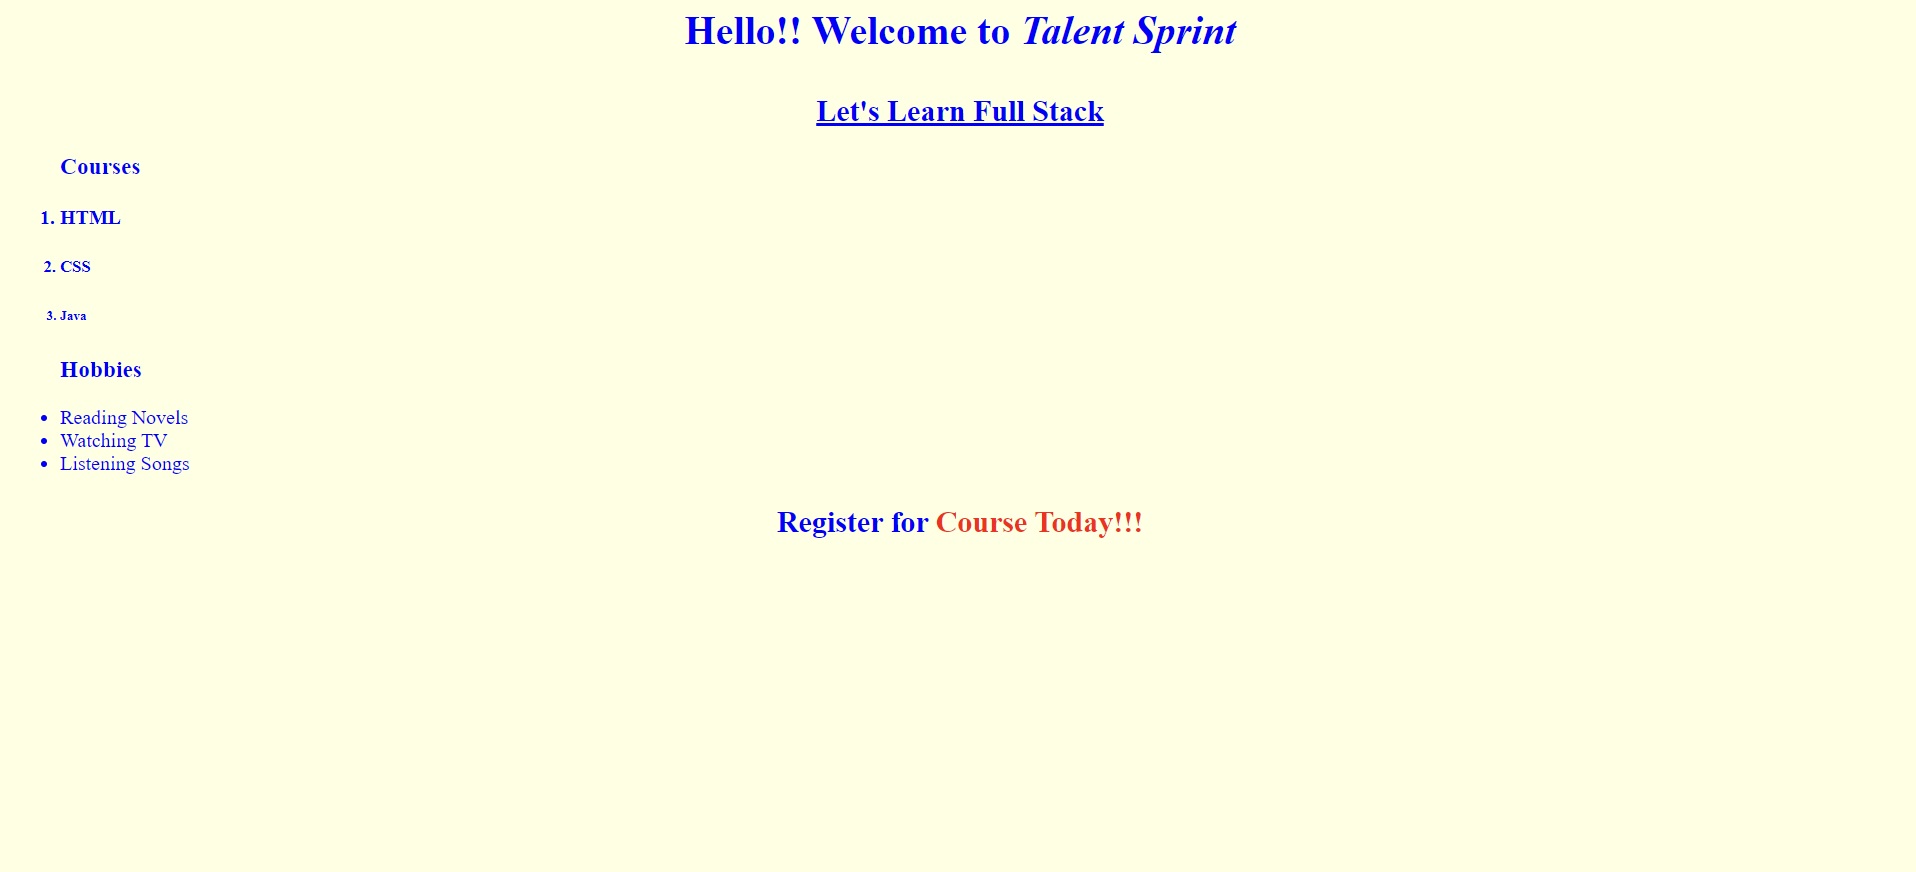 Hello!! Welcome to Talent Sprint
Let's Learn Full Stack
Courses
1. HTML
2. CSS
3. Java
Hobbies
• Reading Novels
• Watching TV
• Listening Songs
Register for Course Today!!!